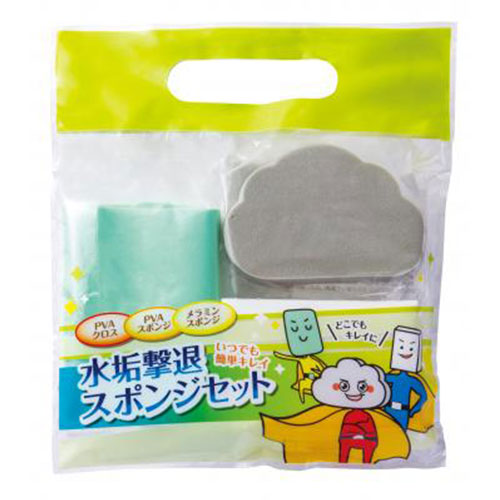 PVA
クロス
PVA
スポンジ
メラミン
スポンジ
いつでも
簡単キレイ
水垢撃退
スポンジセット
どこでも
キレイに